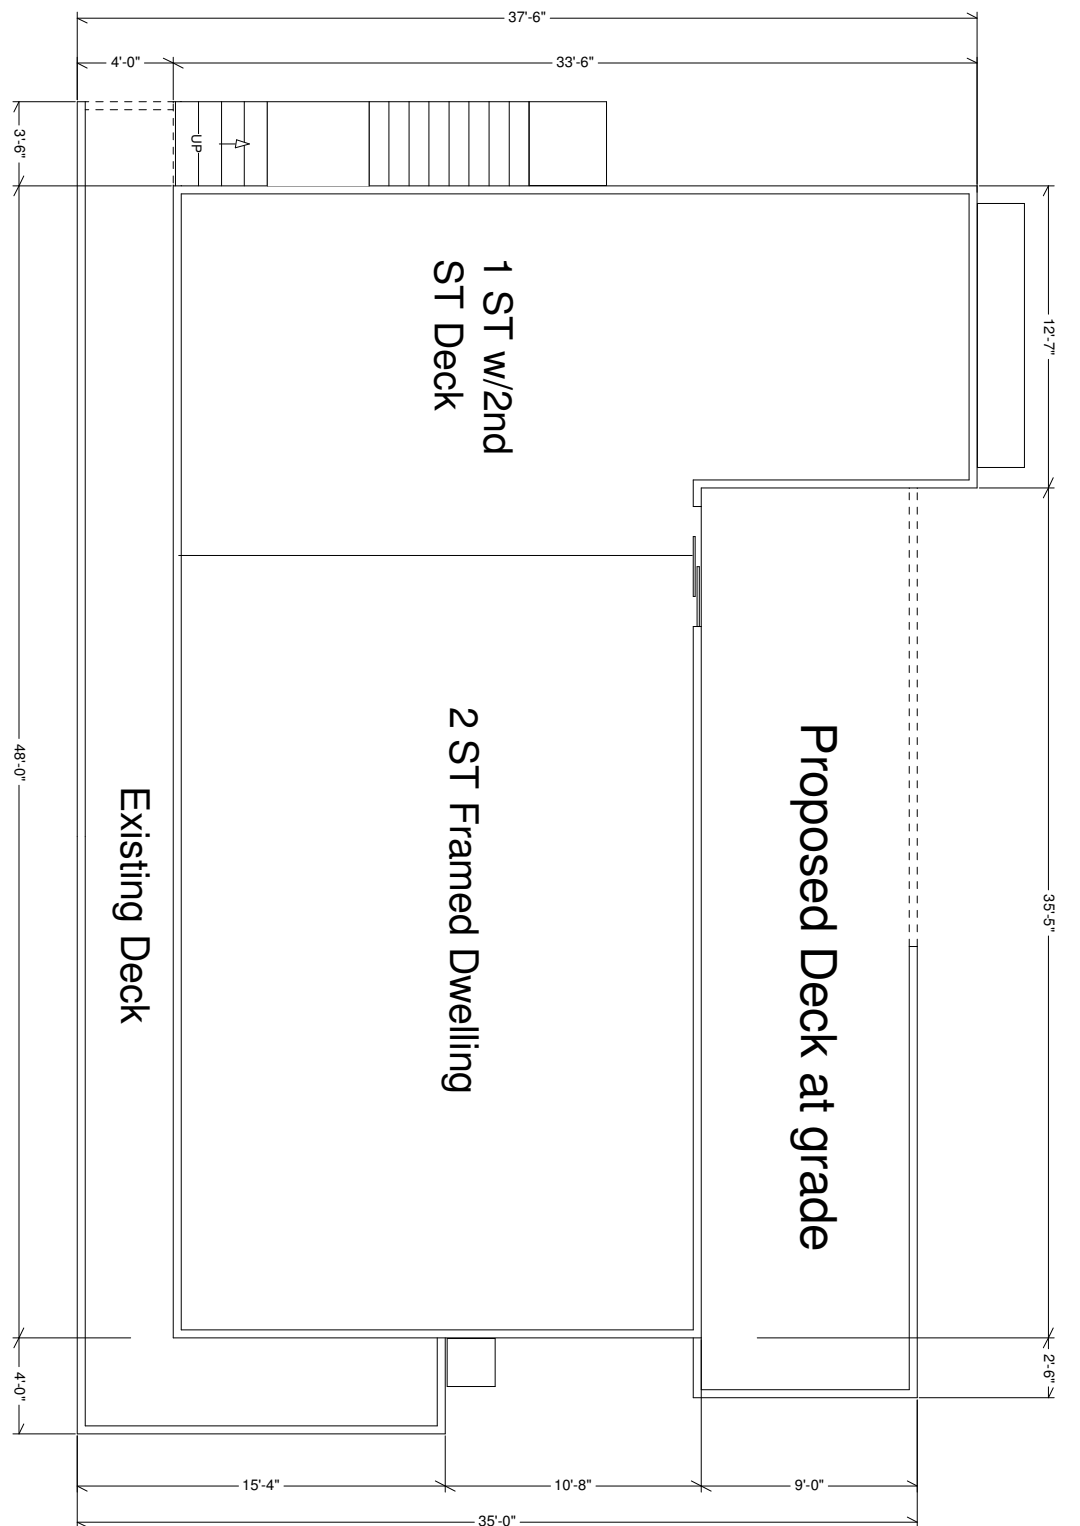 37'-6"
4'-0"
33'-6"
3'-6"
UP
12'-7"
1 ST w/2nd
ST Deck
48'-0"
Existing Deck
2 ST Framed Dwelling
Proposed Deck at grade
35'-5"
4'-0"
2'-6"
15'-4"
10'-8"
9'-0"
35'-0"